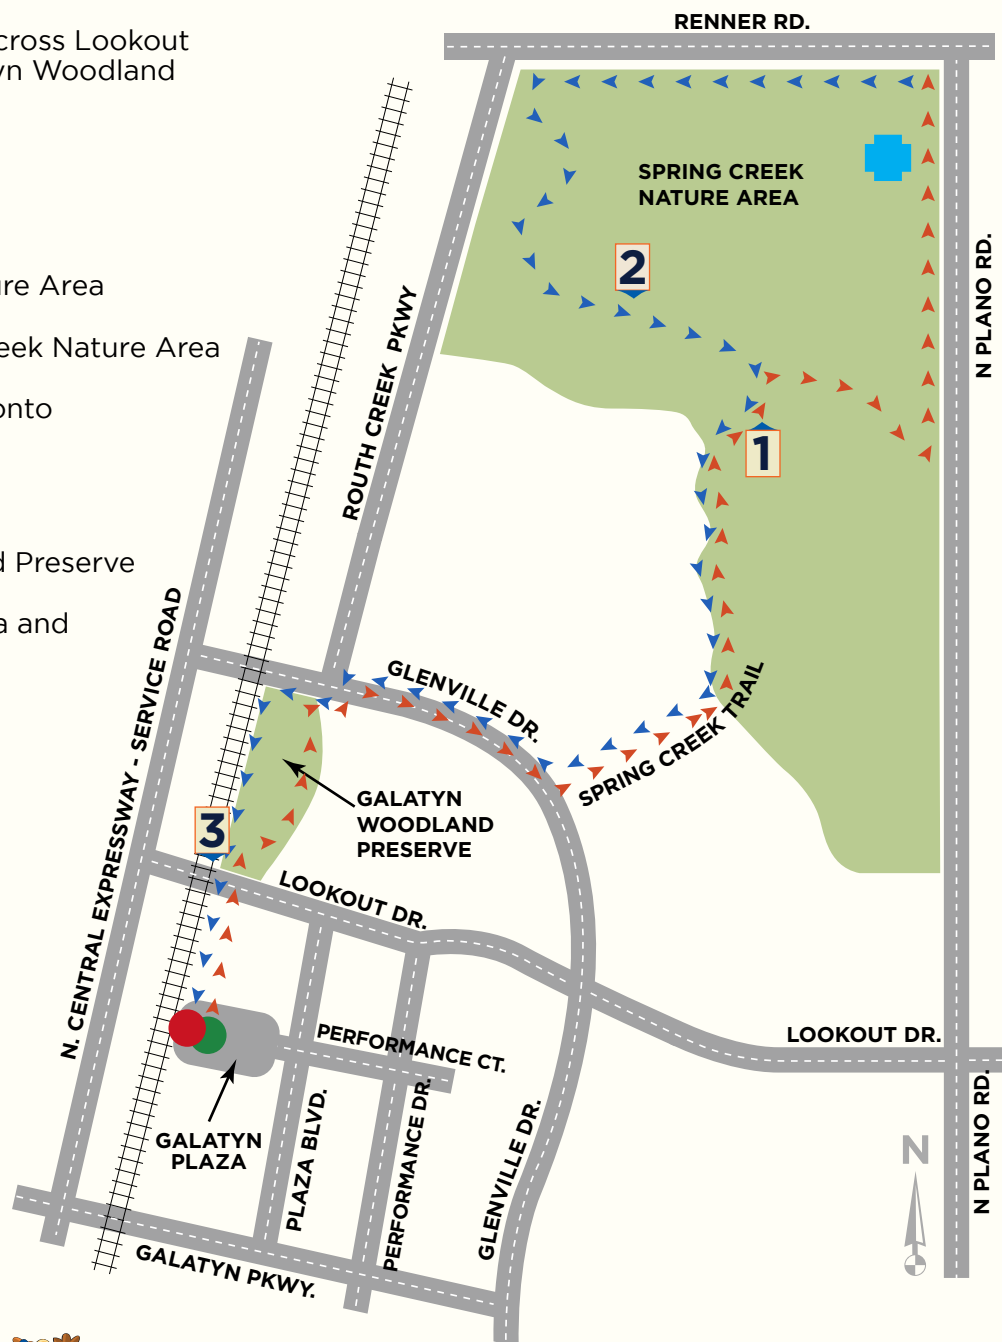 cross Lookout
yn Woodland
ure Area
eek Nature Area
onto
d Preserve
a and
RENNER RD.
SPRING CREEK
NATURE AREA
2
N PLANO RD.
ROUTH CREEK PKWY
1
N. CENTRAL EXPRESSWAY - SERVICE ROAD
GLENVILLE DR.
SPRING CREEK TRAIL
GALATYN
WOODLAND
PRESERVE
3
LOOKOUT DR.
PERFORMANCE CT.
LOOKOUT DR.
GALATYN
PLAZA
PLAZA BLVD.
PERFORMANCE DR.
GLENVILLE DR.
N PLANO RD.
N
GALATYN PKWY.